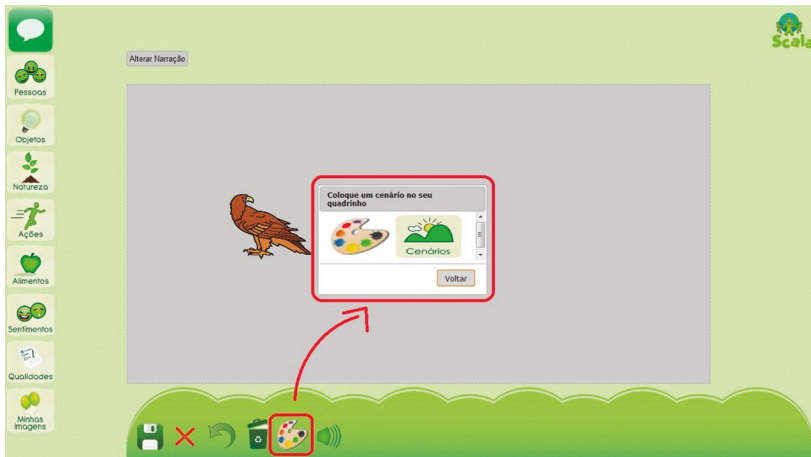 Scala
Alterar Narração
Pessoas
Objetos
Natureza
Ações
Alimentos
Sentimentos
Qualidades
Minhas
Imagens
Coloque um cenário no seu
quadrinho
Cenários
Voltar